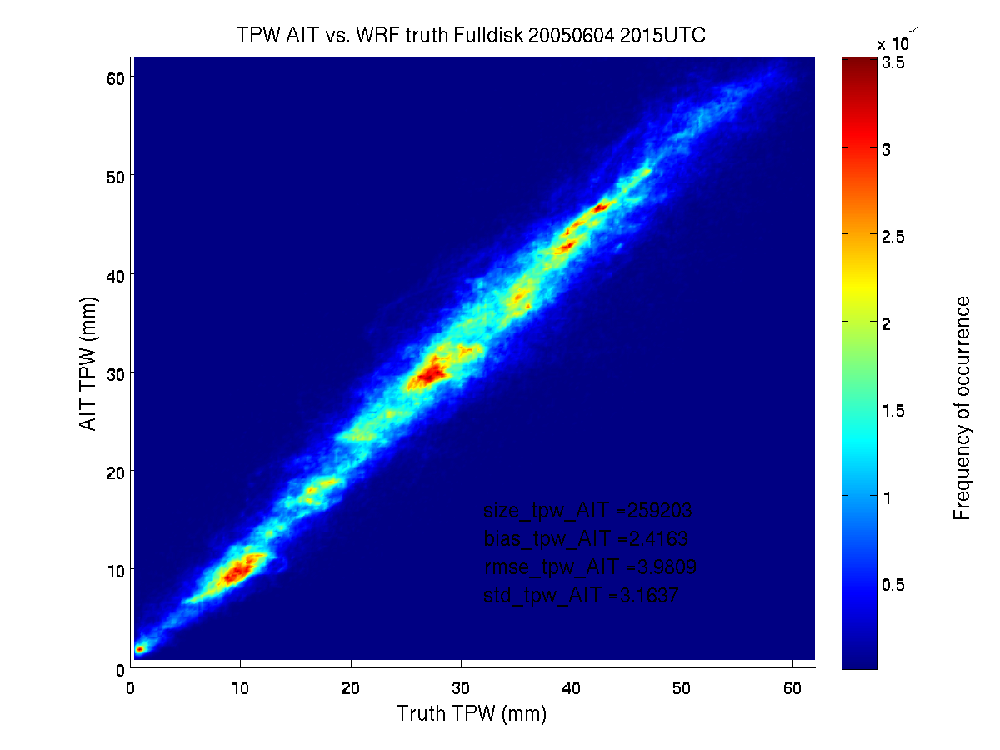 TPW AIT vs. WRF truth Fulldisk 20050604 2015UTC
x 10^-4
60
50
40
30
20
10
0
AIT TPW (mm)
size_tpw_AIT =259203
bias_tpw_AIT =2.4163
rmse_tpw_AIT =3.9809
std_tpw_AIT =3.1637
0 10 20 30 40 50 60
Truth TPW (mm)
3.5
3
2.5
2
1.5
1
0.5
Frequency of occurrence